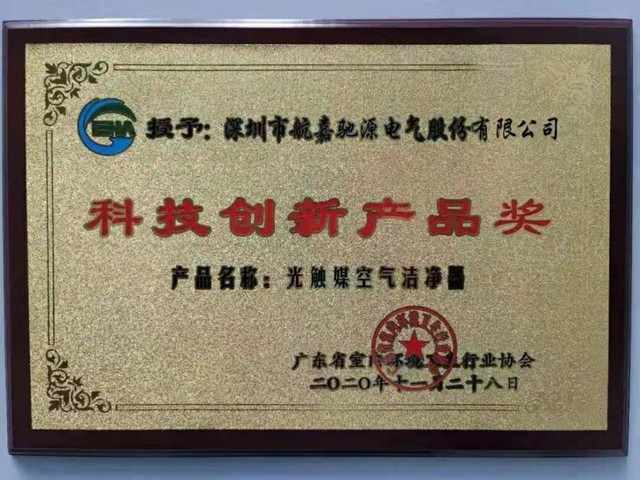 授予：深圳市航嘉驰源电气股份有限公司
科技创新产品奖
产品名称：光触媒空气洁净器
广东省室内环境卫生行业协会
二〇二〇年十一月二十八日